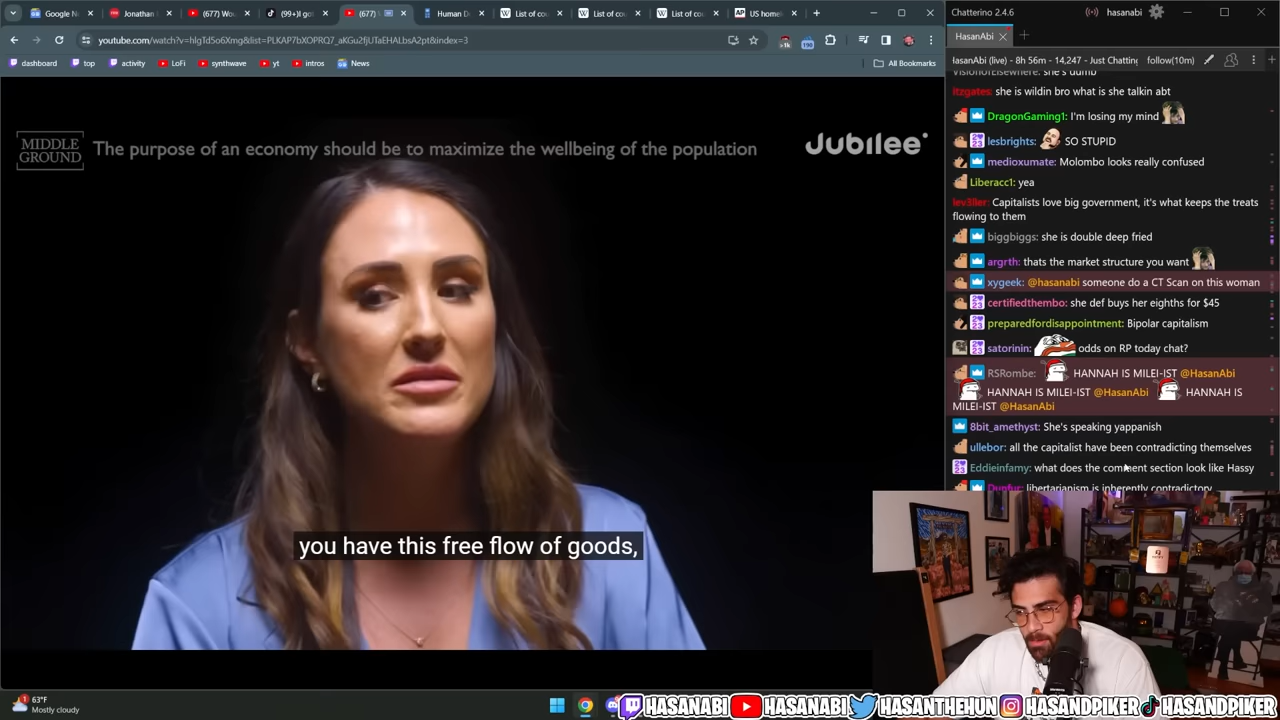 Google Ne
Jonathan
(677) Wo
(99+)l go
(677)
Human D
List of co
List of cou
List of co
AP US home
youtube.com/watch?v=hlgTd5o6Xmg&list=PLKAP7bXOPRQ7_aKGu2fjUTaEHALbsA2pt&index=3
dashboard
top
activity
LoFi
synthwave
yt
intros
News
All Bookmarks
MIDDLE
GROUND
The purpose of an economy should be to maximize the wellbeing of the population
Jubilee
you have this free flow of goods,
Chatterino 2.4.6
hasanabi
HasanAbi
HasanAbi (live) - 8h 56m - 14,247 - Just Chatting
follow(10m)
VisionOfElsewhere: she's dumb
itzgates: she is wildin bro what is she talkin abt
DragonGaming1: I'm losing my mind
lesbrights: SO STUPID
medioxumate: Molombo looks really confused
Liberacc1: yea
lev3ller: Capitalists love big government, it's what keeps the treats
flowing to them
biggbiggs: she is double deep fried
argrth: thats the market structure you want
xygeek: @hasanabi someone do a CT Scan on this woman
certifiedthembo: she def buys her eighths for $45
preparedfordisappointment: Bipolar capitalism
satorinin: odds on RP today chat?
RSRombe: HANNAH IS MILEI-IST @HasanAbi
HANNAH IS MILEI-IST @HasanAbi HANNAH IS
MILEI-IST @HasanAbi
8bit_amethyst: She's speaking yappanish
ullebor: all the capitalist have been contradicting themselves
Eddieinfamy: what does the comment section look like Hassy
libertarianism is inherently contradictory
63°F
Mostly cloudy
HASANABI
HASANABI
HASANTHEHUN
HASANDPIKER
HASANDPIKER